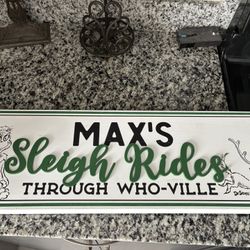 MAX'S
Sleigh Rides
THROUGH WHO-VILLE